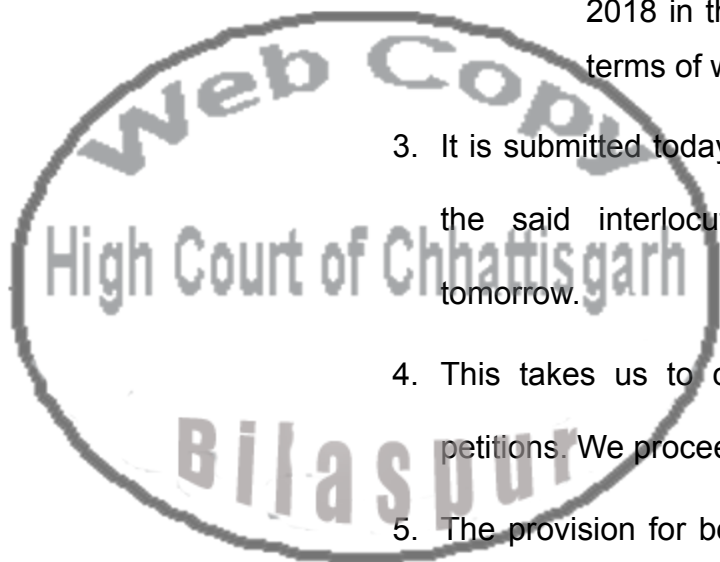 2018 in th
terms of w
Web Copy
3. It is submitted today
the said interlocu
High Court of Chhattisgarh
tomorrow.
4. This takes us to
petitions. We procee
Bilaspur
5. The provision for be